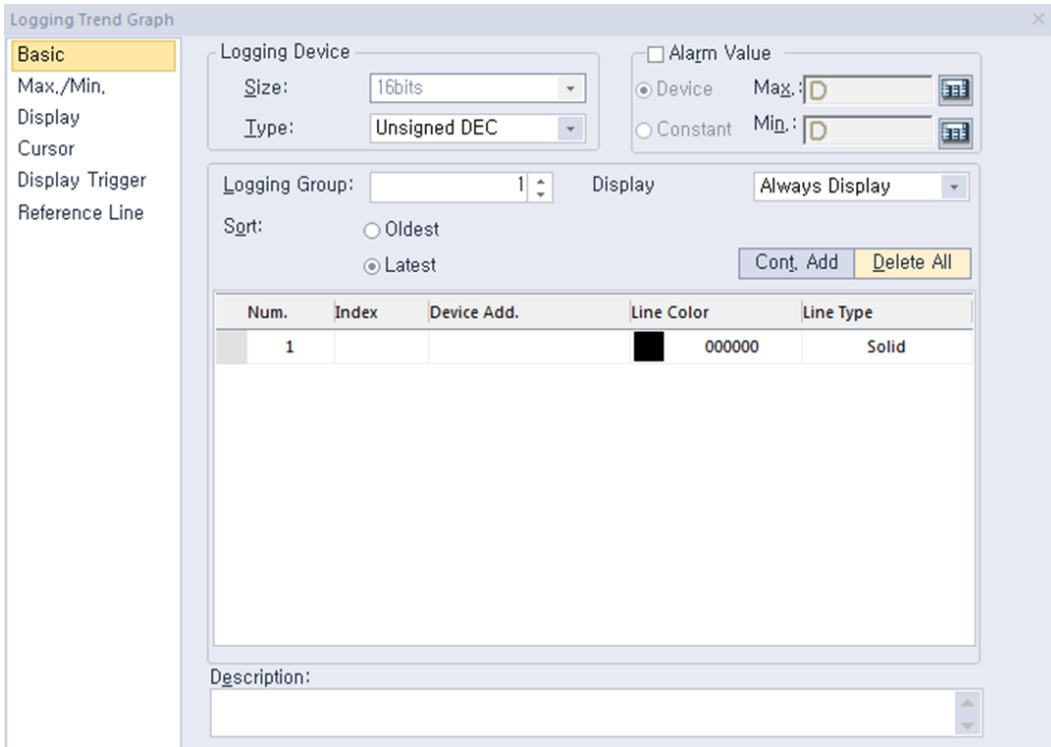 Logging Trend Graph
Basic
Max./Min.
Display
Cursor
Display Trigger
Reference Line
Logging Device
Size: 16bits
Type: Unsigned DEC
Alarm Value
Device Max.: D
Constant Min.: D
Logging Group: 1 Display Always Display
Sort: Oldest
Latest
Cont. Add Delete All
Num. Index Device Add. Line Color Line Type
1 000000 Solid
Description: